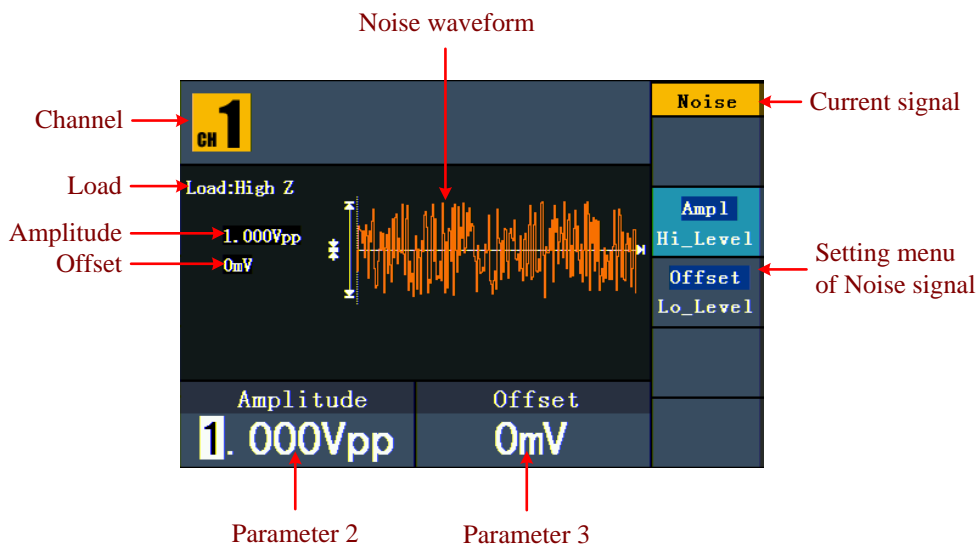 Noise waveform
Channel
CH 1
Noise
Current signal
Load
Load:High Z
Amplitude
1.000Vpp
Offset
0mV
Ampl
Hi_Level
Offset
Lo_Level
Setting menu
of Noise signal
Amplitude
Offset
1.000Vpp
0mV
Parameter 2
Parameter 3